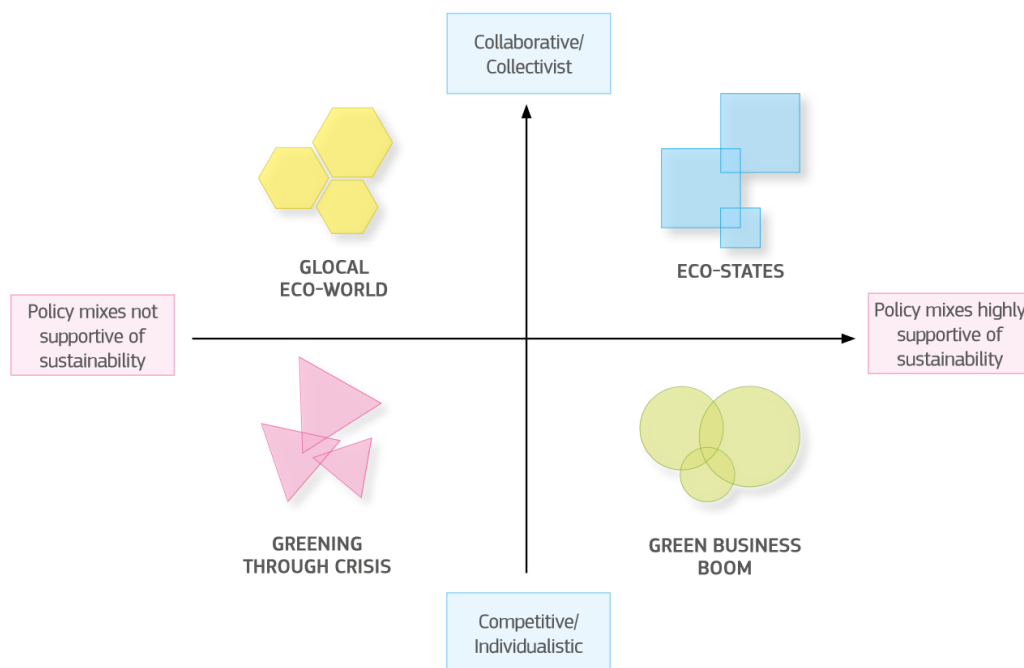 Collaborative/
Collectivist
GLOCAL
ECO-WORLD
ECO-STATES
Policy mixes not
supportive of
sustainability
Policy mixes highly
supportive of
sustainability
GREENING
THROUGH CRISIS
GREEN BUSINESS
BOOM
Competitive/
Individualistic